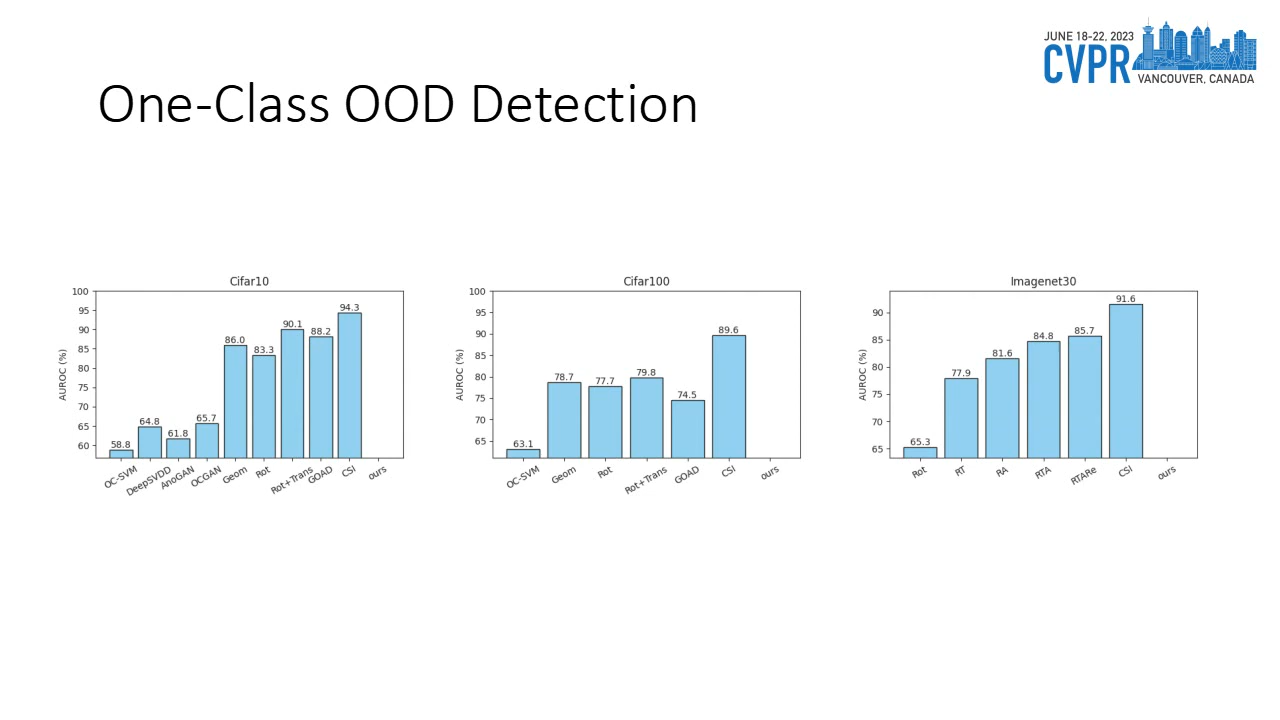 JUNE 18-22, 2023
CVPR
VANCOUVER, CANADA
One-Class OOD Detection
Cifar10
AUROC (%)
100
95
90
85
80
75
70
65
60
58.8
64.8
61.8
65.7
86.0
83.3
90.1
88.2
94.3
OC-SVM
DeepSVDD
AnoGAN
OCGAN
Geom
Rot
Rot+Trans
GOAD
CSI
ours
Cifar100
AUROC (%)
100
95
90
85
80
75
70
65
63.1
78.7
77.7
79.8
74.5
89.6
OC-SVM
Geom
Rot
Rot+Trans
GOAD
CSI
ours
Imagenet30
AUROC (%)
90
85
80
75
70
65
65.3
77.9
81.6
84.8
85.7
91.6
Rot
RT
RA
RTA
RTARe
CSI
ours